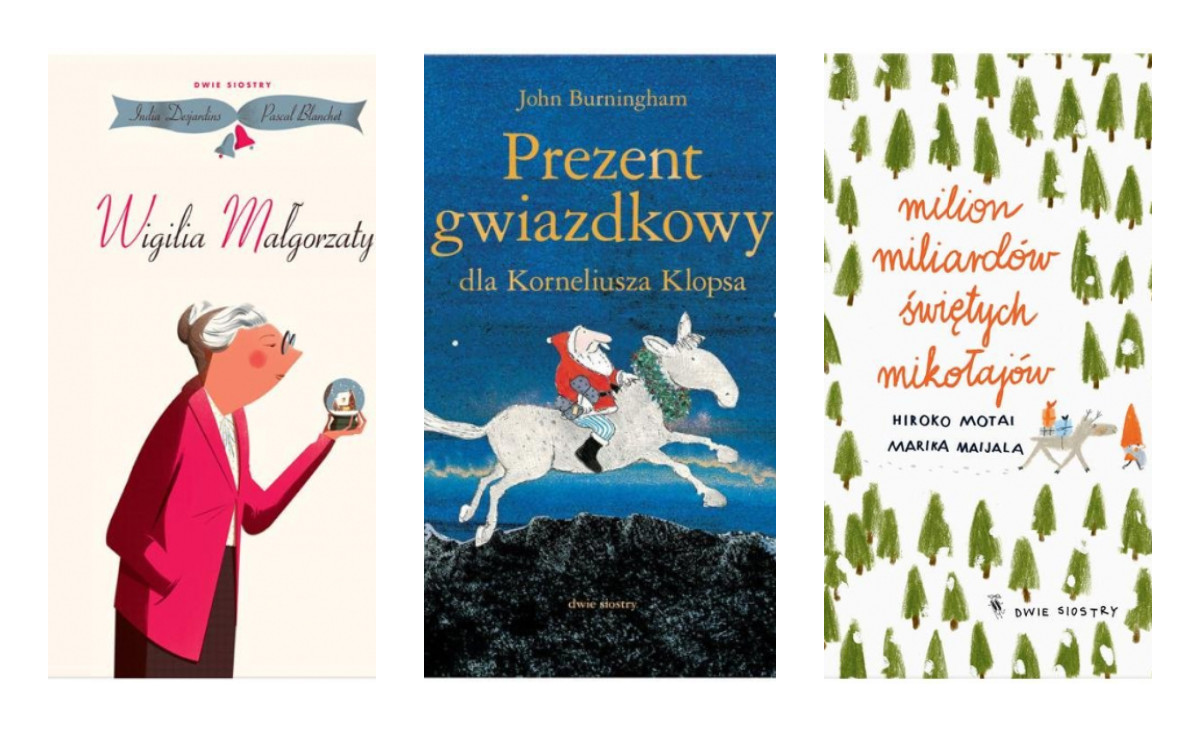 DWIE SIOSTRY
India Desjardins Pascal Blanchet
Wigilia Małgorzaty
John Burningham
Prezent
gwiazdkowy
dla Korneliusza Klopsa
dwie siostry
milion
miliardów
świętych
mikołajów
HIROKO MOTAI
MARIKA MAIJALA
DWIE SIOSTRY